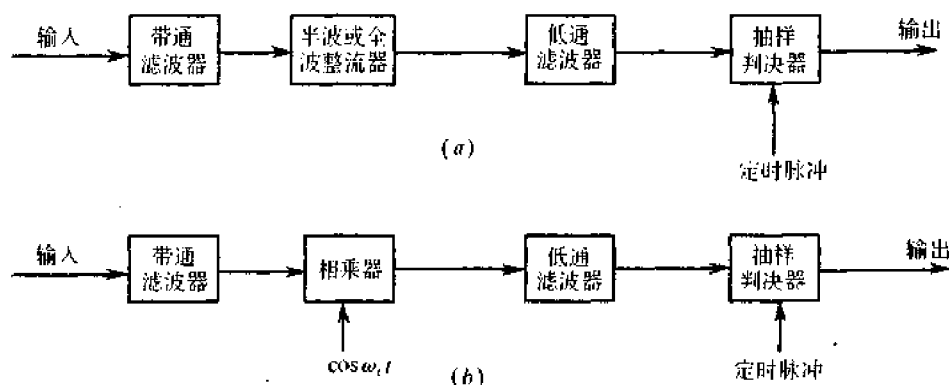 输入
带通
滤波器
半波或全
波整流器
低通
滤波器
抽样
判决器
输出
(a)
定时脉冲
输入
带通
滤波器
相乘器
低通
滤波器
抽样
判决器
输出
cosωct
(b)
定时脉冲